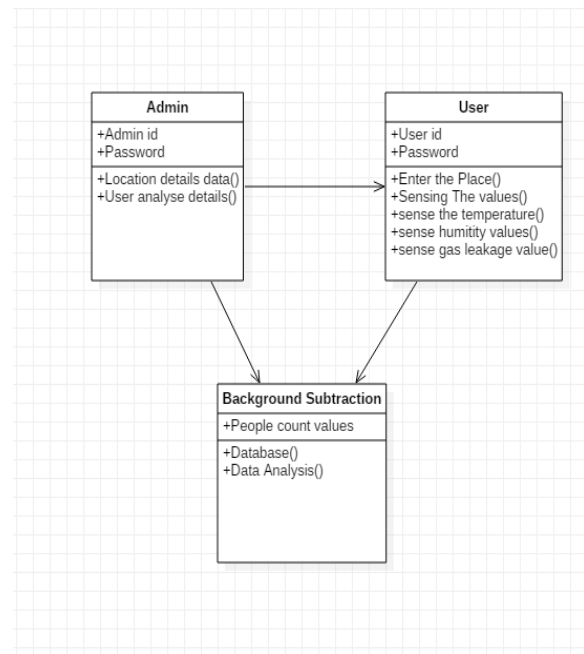 Admin
+Admin id
+Password
+Location details data()
+User analyse details()
User
+User id
+Password
+Enter the Place()
+Sensing The values()
+sense the temperature()
+sense humitity values()
+sense gas leakage value()
Background Subtraction
+People count values
+Database()
+Data Analysis()